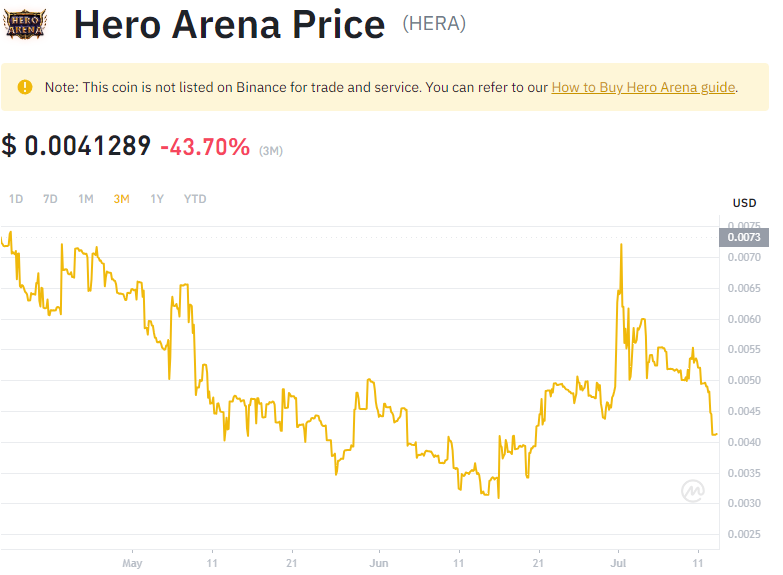 HERO
ARENA
Hero Arena Price (HERA)
Note: This coin is not listed on Binance for trade and service. You can refer to our How to Buy Hero Arena guide.
$ 0.0041289 -43.70% (3M)
1D 7D 1M 3M 1Y YTD
USD
0.0075
0.0073
0.0070
0.0065
0.0060
0.0055
0.0050
0.0045
0.0040
0.0035
0.0030
0.0025
May 11 21 Jun 11 21 Jul 11